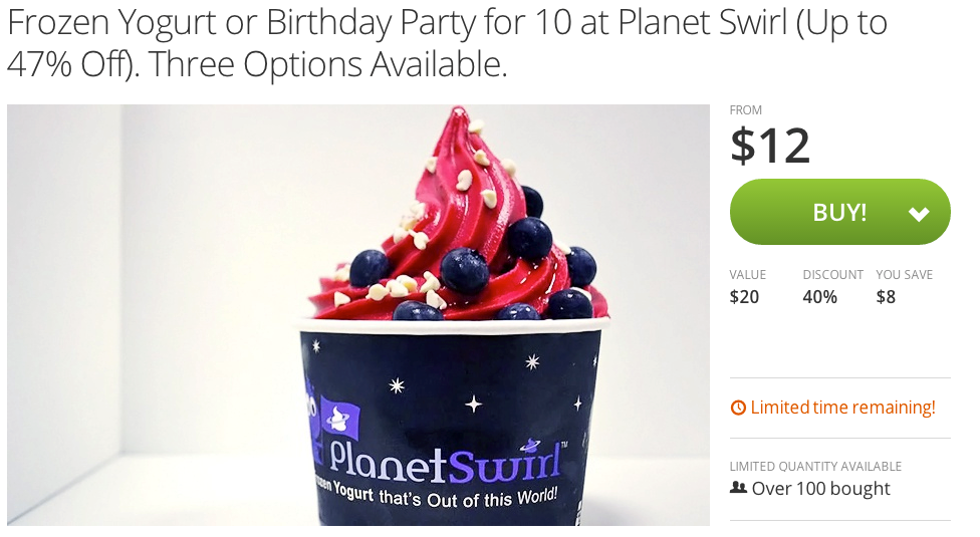 Frozen Yogurt or Birthday Party for 10 at Planet Swirl (Up to
47% Off). Three Options Available.
FROM
$12
BUY!
VALUE DISCOUNT YOU SAVE
$20 40% $8
Limited time remaining!
LIMITED QUANTITY AVAILABLE
Over 100 bought
PlanetSwirl™
Yogurt that's Out of this World!